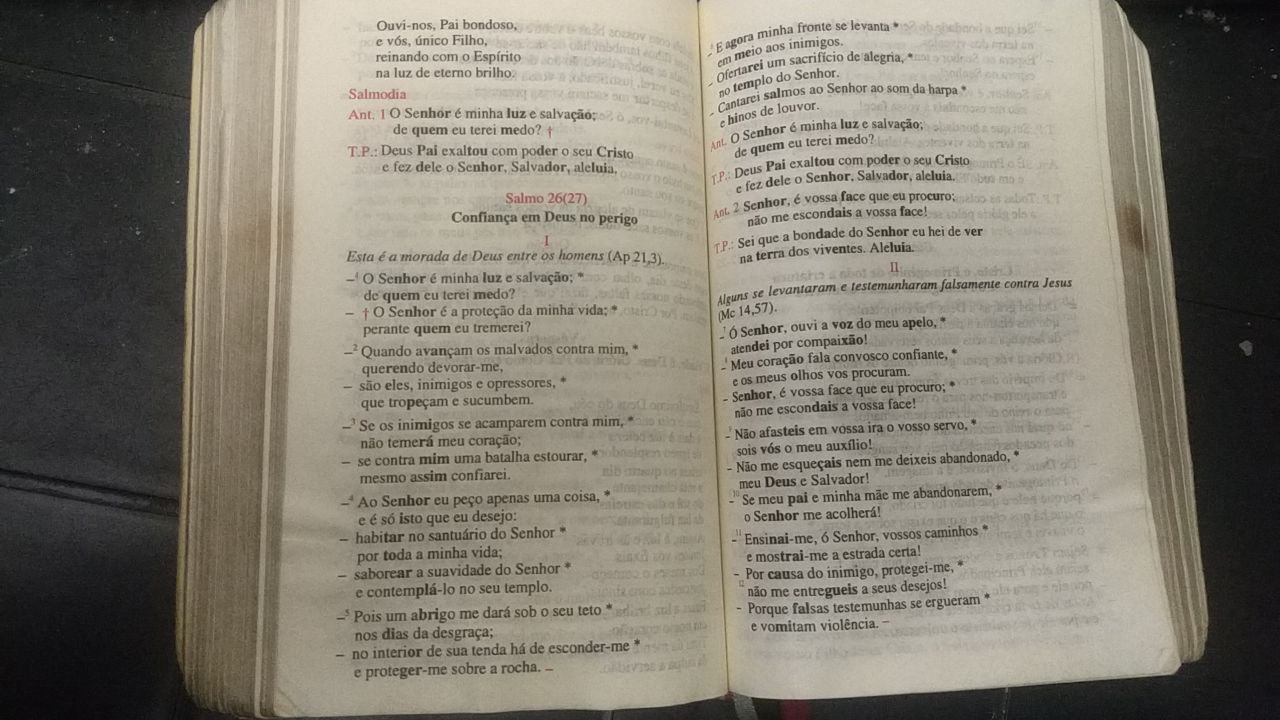 Ouvi-nos, Pai bondoso,
e vós, único Filho,
reinando com o Espírito
na luz de eterno brilho.
Salmodia
Ant. 1 O Senhor é minha luz e salvação;
de quem eu terei medo? †
T.P.: Deus Pai exaltou com poder o seu Cristo
e fez dele o Senhor, Salvador, aleluia.
Salmo 26(27)
Confiança em Deus no perigo
I
Esta é a morada de Deus entre os homens (Ap 21,3).
–¹ O Senhor é minha luz e salvação; *
de quem eu terei medo?
– † O Senhor é a proteção da minha vida; *
perante quem eu tremerei?
–² Quando avançam os malvados contra mim, *
querendo devorar-me,
– são eles, inimigos e opressores, *
que tropeçam e sucumbem.
–³ Se os inimigos se acamparem contra mim, *
não temerá meu coração;
– se contra mim uma batalha estourar, *
mesmo assim confiarei.
–⁴ Ao Senhor eu peço apenas uma coisa, *
e é só isto que eu desejo:
– habitar no santuário do Senhor *
por toda a minha vida;
– saborear a suavidade do Senhor *
e contemplá-lo no seu templo.
–⁵ Pois um abrigo me dará sob o seu teto *
nos dias da desgraça;
– no interior de sua tenda há de esconder-me *
e proteger-me sobre a rocha. –
–⁶ E agora minha fronte se levanta *
em meio aos inimigos.
– Ofertarei um sacrifício de alegria, *
no templo do Senhor.
– Cantarei salmos ao Senhor ao som da harpa *
e hinos de louvor.
Ant. O Senhor é minha luz e salvação;
de quem eu terei medo?
T.P.: Deus Pai exaltou com poder o seu Cristo
e fez dele o Senhor, Salvador, aleluia.
Ant. 2 Senhor, é vossa face que eu procuro;
não me escondais a vossa face!
T.P.: Sei que a bondade do Senhor eu hei de ver
na terra dos viventes. Aleluia.
II
Alguns se levantaram e testemunharam falsamente contra Jesus
(Mc 14,57).
–⁷ Ó Senhor, ouvi a voz do meu apelo, *
atendei por compaixão!
–⁸ Meu coração fala convosco confiante, *
e os meus olhos vos procuram.
– Senhor, é vossa face que eu procuro; *
não me escondais a vossa face!
–⁹ Não afasteis em vossa ira o vosso servo, *
sois vós o meu auxílio!
– Não me esqueçais nem me deixeis abandonado, *
meu Deus e Salvador!
–¹⁰ Se meu pai e minha mãe me abandonarem, *
o Senhor me acolherá!
–¹¹ Ensinai-me, ó Senhor, vossos caminhos *
e mostrai-me a estrada certa!
– Por causa do inimigo, protegei-me, *
¹² não me entregueis a seus desejos!
– Porque falsas testemunhas se ergueram *
e vomitam violência. –